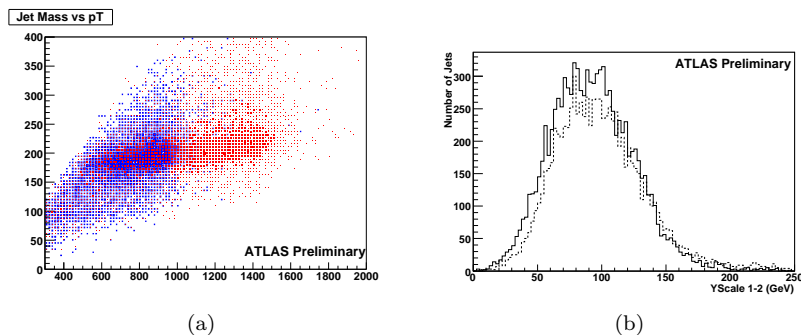 Jet Mass vs pT
400
350
300
250
200
150
100
50
0
400 600 800 1000 1200 1400 1600 1800 2000
ATLAS Preliminary
(a)
Number of Jets
300
250
200
150
100
50
0
0 50 100 150 200 250
YScale 1-2 (GeV)
ATLAS Preliminary
(b)